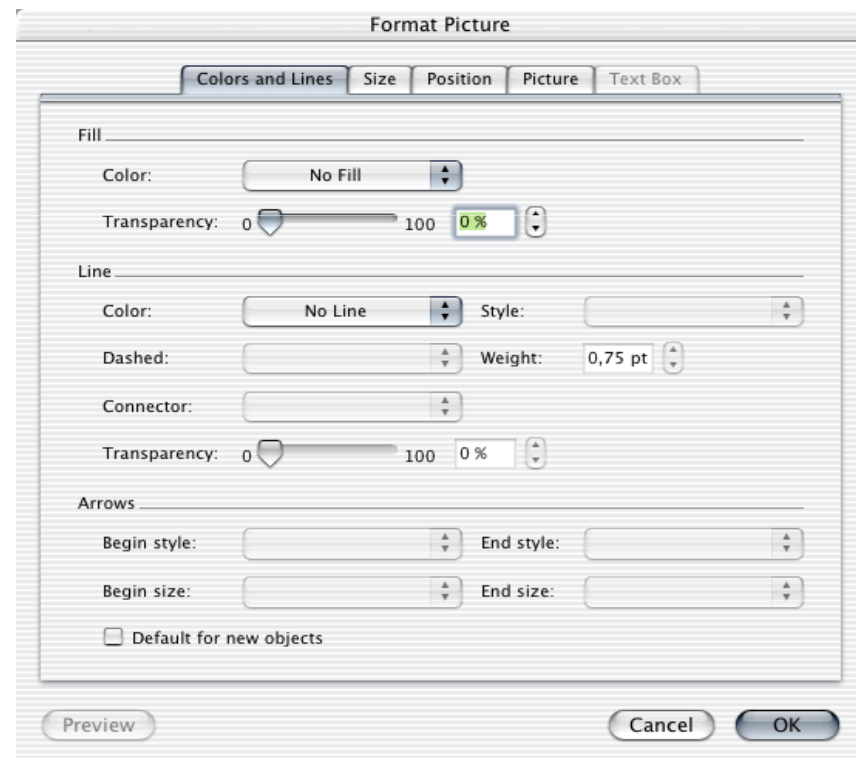 Format Picture
Colors and Lines Size Position Picture Text Box
Fill
Color: No Fill
Transparency: 0 100 0 %
Line
Color: No Line Style:
Dashed: Weight: 0,75 pt
Connector:
Transparency: 0 100 0 %
Arrows
Begin style: End style:
Begin size: End size:
Default for new objects
Preview Cancel OK